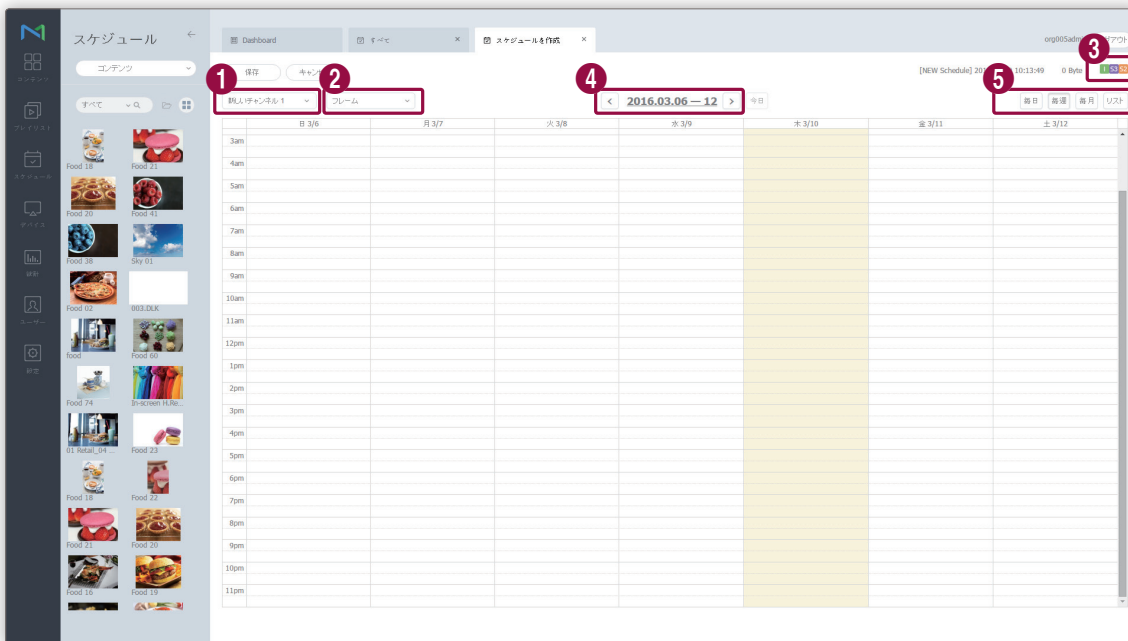 スケジュール ←
Dashboard
すべて ×
スケジュールを作成 ×
コンテンツ
コンテンツ
プレイリスト
スケジュール
デバイス
ユーザー
設定
保存
[NEW Schedule]
10:13:49
0 Byte
1
2
3
4
5
すべて
新しいチャンネル 1
フレーム
< 2016.03.06 — 12 >
今日
毎日
毎週
毎月
リスト
日 3/6
月 3/7
火 3/8
水 3/9
木 3/10
金 3/11
土 3/12
3am
4am
5am
6am
7am
8am
9am
10am
11am
12pm
1pm
2pm
3pm
4pm
5pm
6pm
7pm
8pm
9pm
10pm
11pm
Food 18
Food 21
Food 20
Food 41
Food 38
Sky 01
Food 02
003.DLK
food
Food 60
Food 74
In-screen H.Re...
01 Retail_04 ...
Food 23
Food 18
Food 22
Food 21
Food 20
Food 16
Food 19